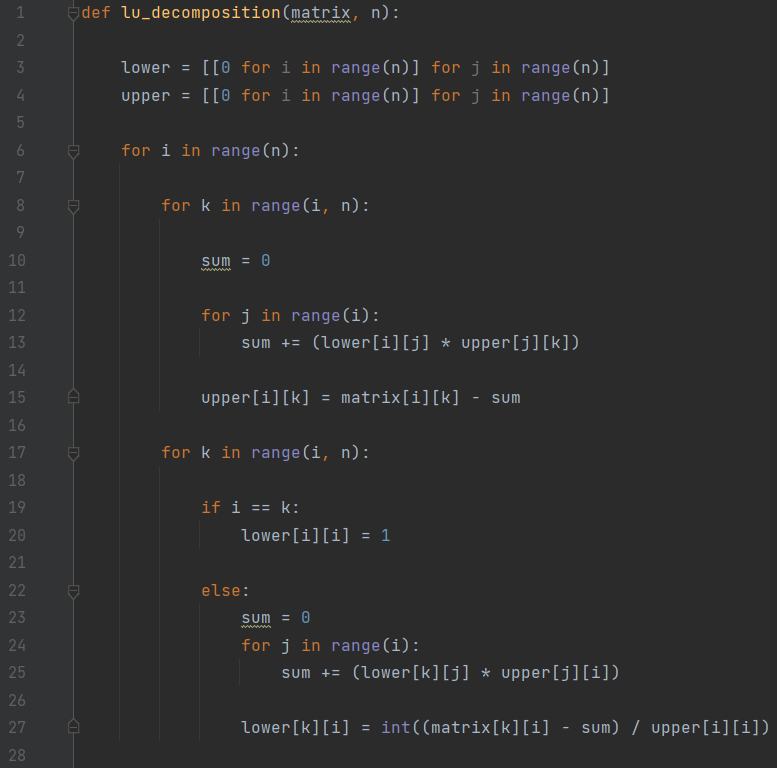 1 def lu_decomposition(matrix, n):
2
3     lower = [[0 for i in range(n)] for j in range(n)]
4     upper = [[0 for i in range(n)] for j in range(n)]
5
6     for i in range(n):
7
8         for k in range(i, n):
9
10             sum = 0
11
12             for j in range(i):
13                 sum += (lower[i][j] * upper[j][k])
14
15             upper[i][k] = matrix[i][k] - sum
16
17         for k in range(i, n):
18
19             if i == k:
20                 lower[i][i] = 1
21
22             else:
23                 sum = 0
24                 for j in range(i):
25                     sum += (lower[k][j] * upper[j][i])
26
27                 lower[k][i] = int((matrix[k][i] - sum) / upper[i][i])
28